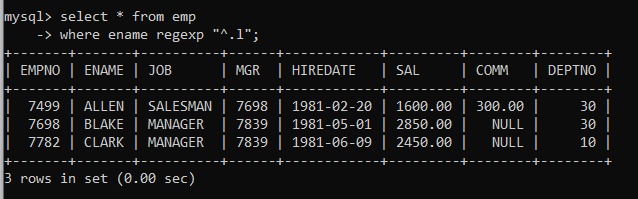 mysql> select * from emp
    -> where ename regexp "^.l";
+-------+-------+----------+------+------------+---------+--------+--------+
| EMPNO | ENAME | JOB      | MGR  | HIREDATE   | SAL     | COMM   | DEPTNO |
+-------+-------+----------+------+------------+---------+--------+--------+
|  7499 | ALLEN | SALESMAN | 7698 | 1981-02-20 | 1600.00 | 300.00 |     30 |
|  7698 | BLAKE | MANAGER  | 7839 | 1981-05-01 | 2850.00 |   NULL |     30 |
|  7782 | CLARK | MANAGER  | 7839 | 1981-06-09 | 2450.00 |   NULL |     10 |
+-------+-------+----------+------+------------+---------+--------+--------+
3 rows in set (0.00 sec)